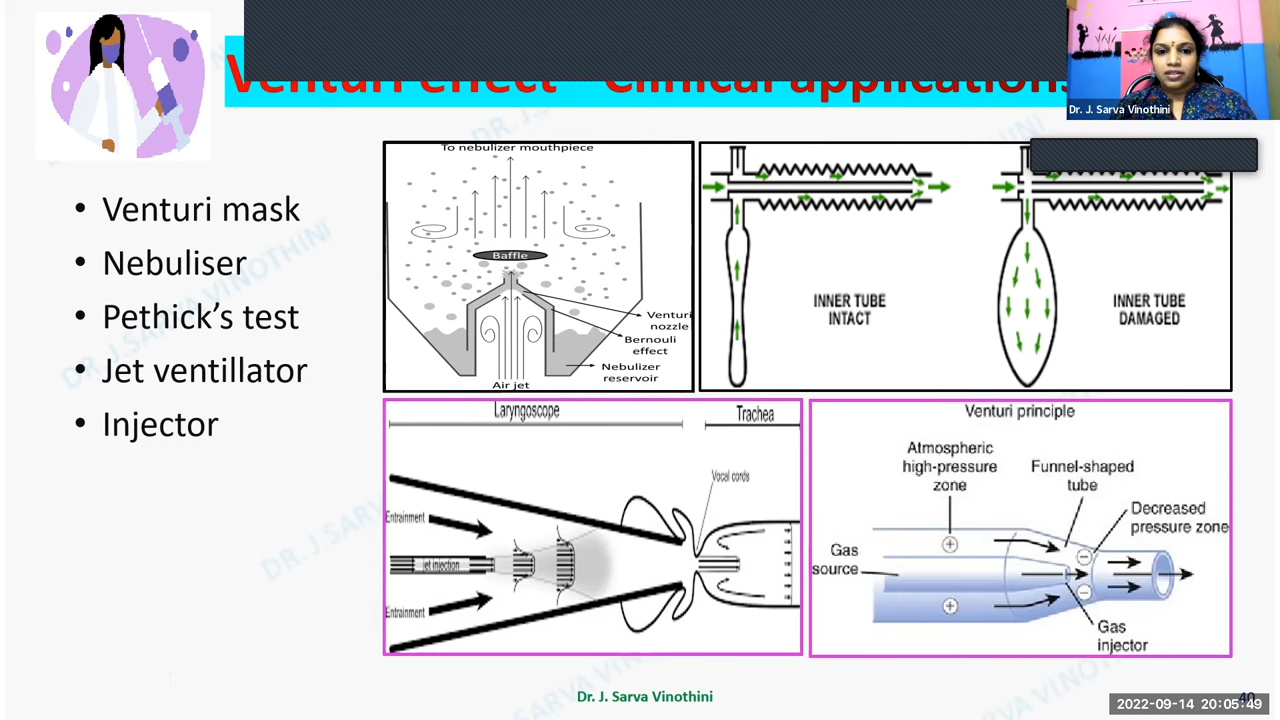 Venturi effect - Clinical applications
Dr. J. Sarva Vinothini
• Venturi mask
• Nebuliser
• Pethick's test
• Jet ventillator
• Injector
To nebulizer mouthpiece
Baffle
Venturi
nozzle
Bernouli
effect
Nebulizer
reservoir
Air jet
INNER TUBE
INTACT
INNER TUBE
DAMAGED
Laryngoscope
Trachea
Vocal cords
Entrainment
jet injection
Entrainment
Venturi principle
Atmospheric
high-pressure
zone
Funnel-shaped
tube
Decreased
pressure zone
Gas
source
Gas
injector
Dr. J. Sarva Vinothini
40
2022-09-14 20:05:49